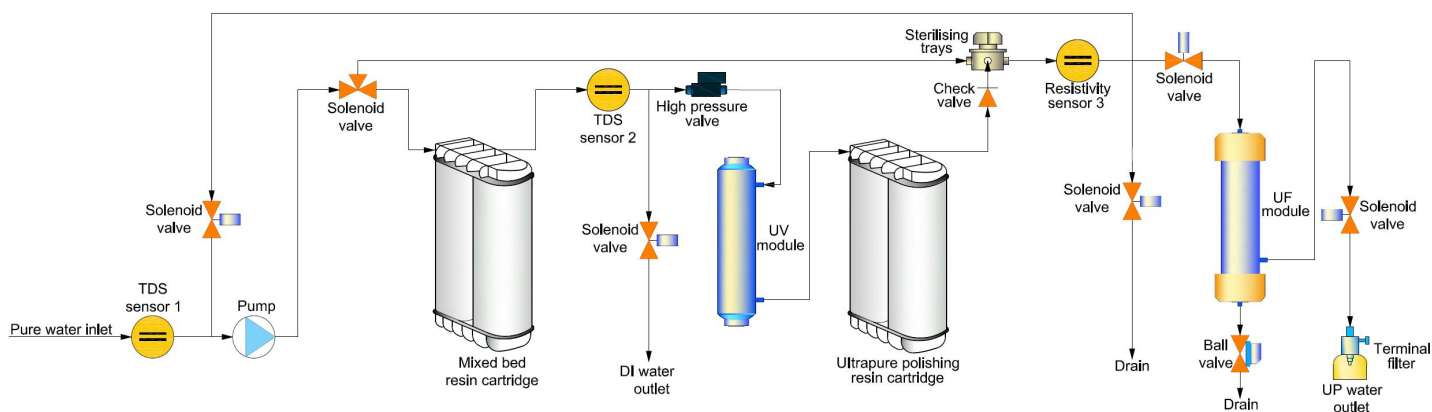 Sterilising
trays
Solenoid
valve
TDS
sensor 2
High pressure
valve
Check
valve
Resistivity
sensor 3
Solenoid
valve
Solenoid
valve
Solenoid
valve
UV
module
Solenoid
valve
UF
module
Solenoid
valve
TDS
sensor 1
Pump
Pure water inlet
Mixed bed
resin cartridge
DI water
outlet
Ultrapure polishing
resin cartridge
Drain
Ball
valve
Drain
Terminal
filter
UP water
outlet